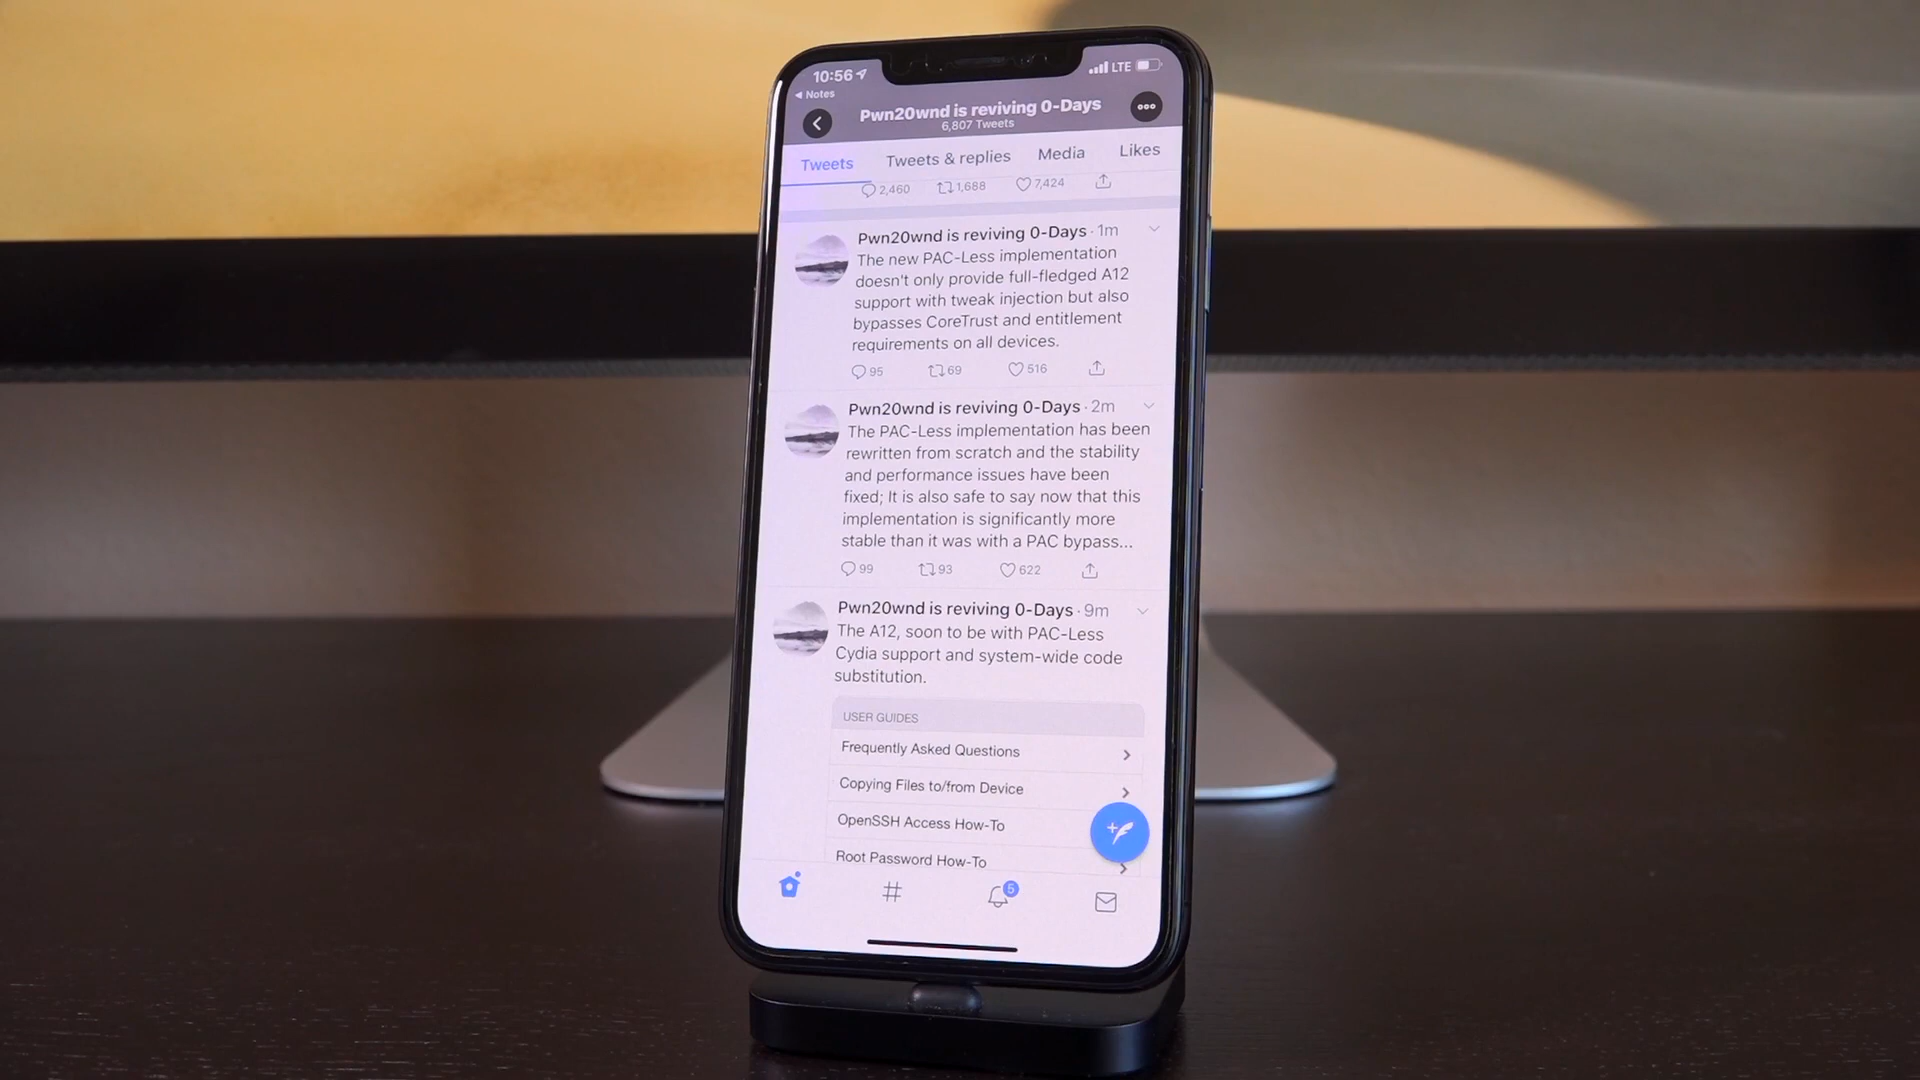 10:56
LTE
Notes
Pwn20wnd is reviving 0-Days
6,807 Tweets
Tweets
Tweets & replies
Media
Likes
2,460
1,688
7,424
Pwn20wnd is reviving 0-Days · 1m
The new PAC-Less implementation
doesn't only provide full-fledged A12
support with tweak injection but also
bypasses CoreTrust and entitlement
requirements on all devices.
95
69
516
Pwn20wnd is reviving 0-Days · 2m
The PAC-Less implementation has been
rewritten from scratch and the stability
and performance issues have been
fixed; It is also safe to say now that this
implementation is significantly more
stable than it was with a PAC bypass...
99
93
622
Pwn20wnd is reviving 0-Days · 9m
The A12, soon to be with PAC-Less
Cydia support and system-wide code
substitution.
USER GUIDES
Frequently Asked Questions
Copying Files to/from Device
OpenSSH Access How-To
Root Password How-To
5